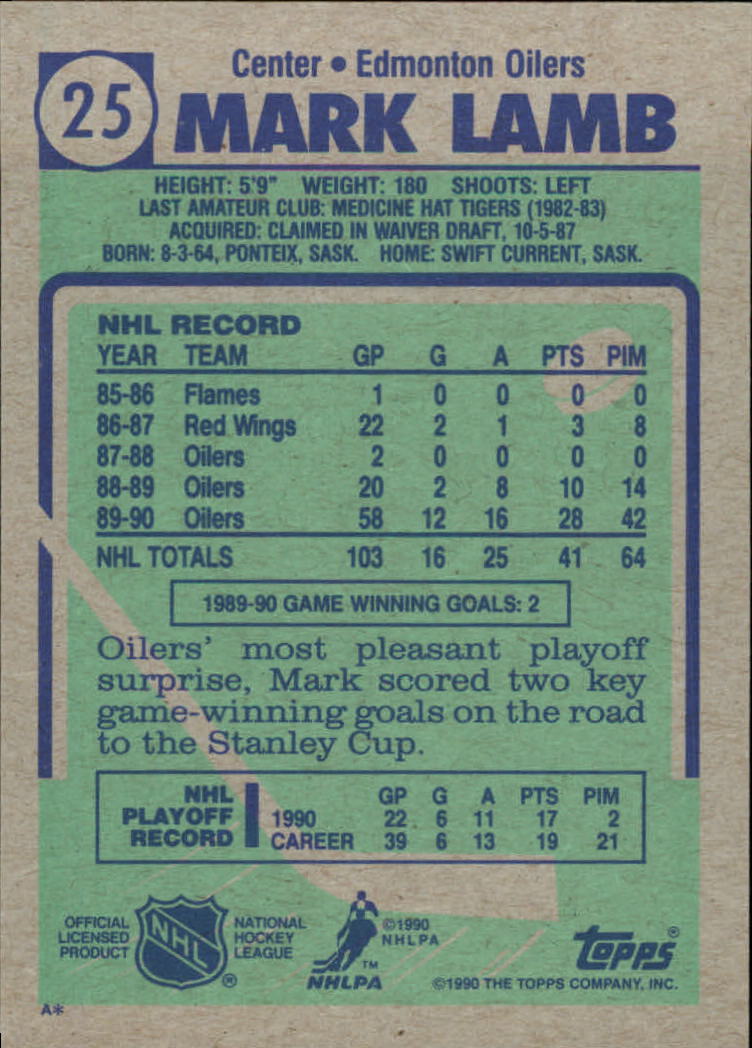 25
Center • Edmonton Oilers
MARK LAMB
HEIGHT: 5'9" WEIGHT: 180 SHOOTS: LEFT
LAST AMATEUR CLUB: MEDICINE HAT TIGERS (1982-83)
ACQUIRED: CLAIMED IN WAIVER DRAFT, 10-5-87
BORN: 8-3-64, PONTEIX, SASK. HOME: SWIFT CURRENT, SASK.
NHL RECORD
YEAR TEAM GP G A PTS PIM
85-86 Flames 1 0 0 0 0
86-87 Red Wings 22 2 1 3 8
87-88 Oilers 2 0 0 0 0
88-89 Oilers 20 2 8 10 14
89-90 Oilers 58 12 16 28 42
NHL TOTALS 103 16 25 41 64
1989-90 GAME WINNING GOALS: 2
Oilers' most pleasant playoff
surprise, Mark scored two key
game-winning goals on the road
to the Stanley Cup.
NHL PLAYOFF RECORD
GP G A PTS PIM
1990 22 6 11 17 2
CAREER 39 6 13 19 21
OFFICIAL
LICENSED
PRODUCT
NHL
®
NATIONAL
HOCKEY
LEAGUE
TM
NHLPA
©1990
NHLPA
Topps®
©1990 THE TOPPS COMPANY, INC.
A*